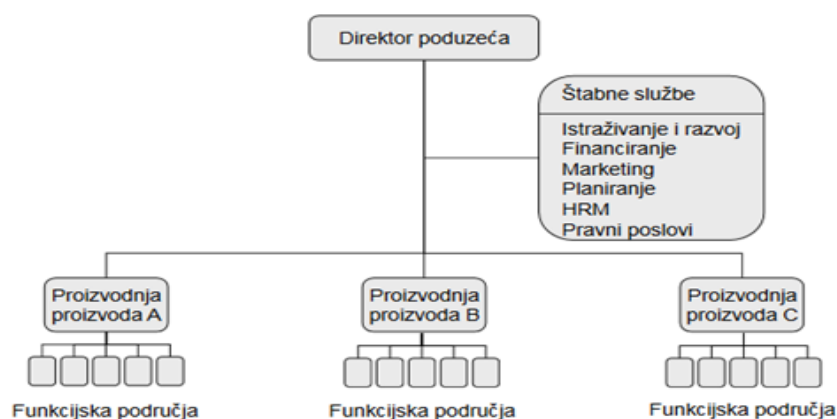 Direktor poduzeća
Štabne službe
Istraživanje i razvoj
Financiranje
Marketing
Planiranje
HRM
Pravni poslovi
Proizvodnja
proizvoda A
Proizvodnja
proizvoda B
Proizvodnja
proizvoda C
Funkcijska područja
Funkcijska područja
Funkcijska područja